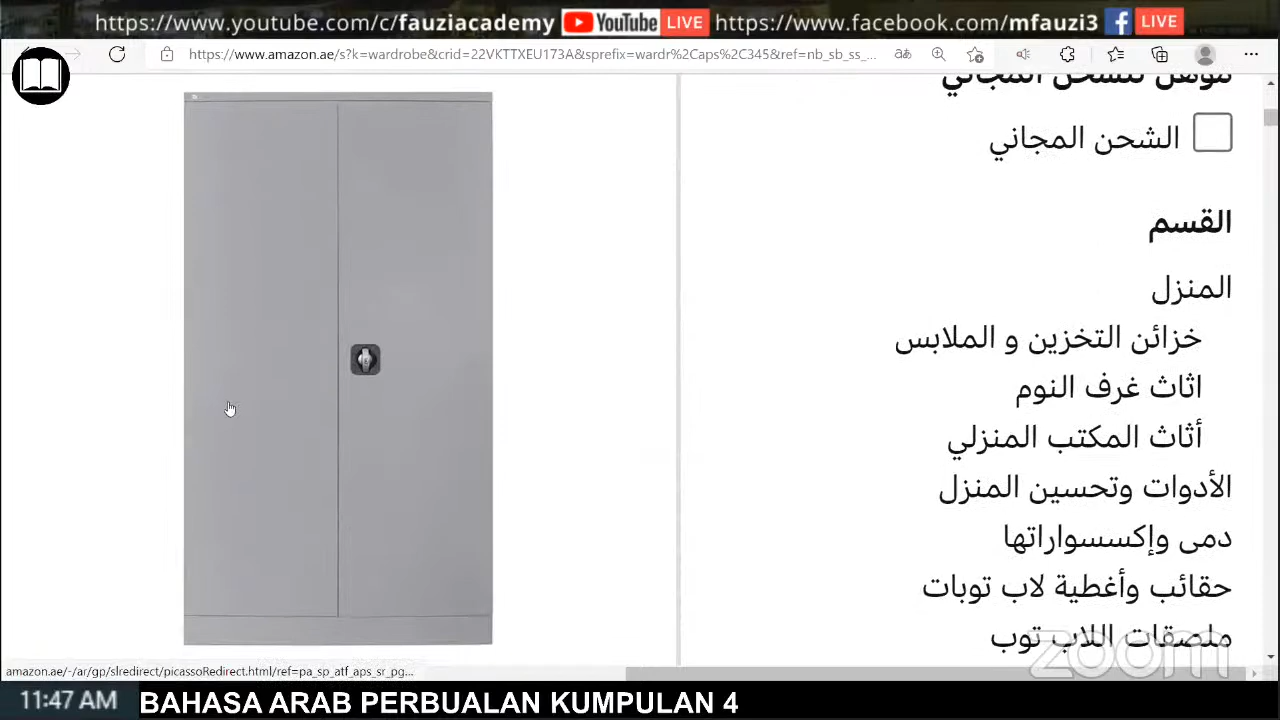 https://www.youtube.com/c/fauziacademy YouTube LIVE https://www.facebook.com/mfauzi3 f LIVE
https://www.amazon.ae/s?k=wardrobe&crid=22VKTTXEU173A&sprefix=wardr%2Caps%2C345&ref=nb_sb_ss_...
مؤهل للشحن المجاني
الشحن المجاني
القسم
المنزل
خزائن التخزين و الملابس
اثاث غرف النوم
أثاث المكتب المنزلي
الأدوات وتحسين المنزل
دمى وإكسسواراتها
حقائب وأغطية لاب توبات
ملصقات اللاب توب
zoom
amazon.ae/-/ar/gp/slredirect/picassoRedirect.html/ref=pa_sp_atf_aps_sr_pg...
11:47 AM BAHASA ARAB PERBUALAN KUMPULAN 4